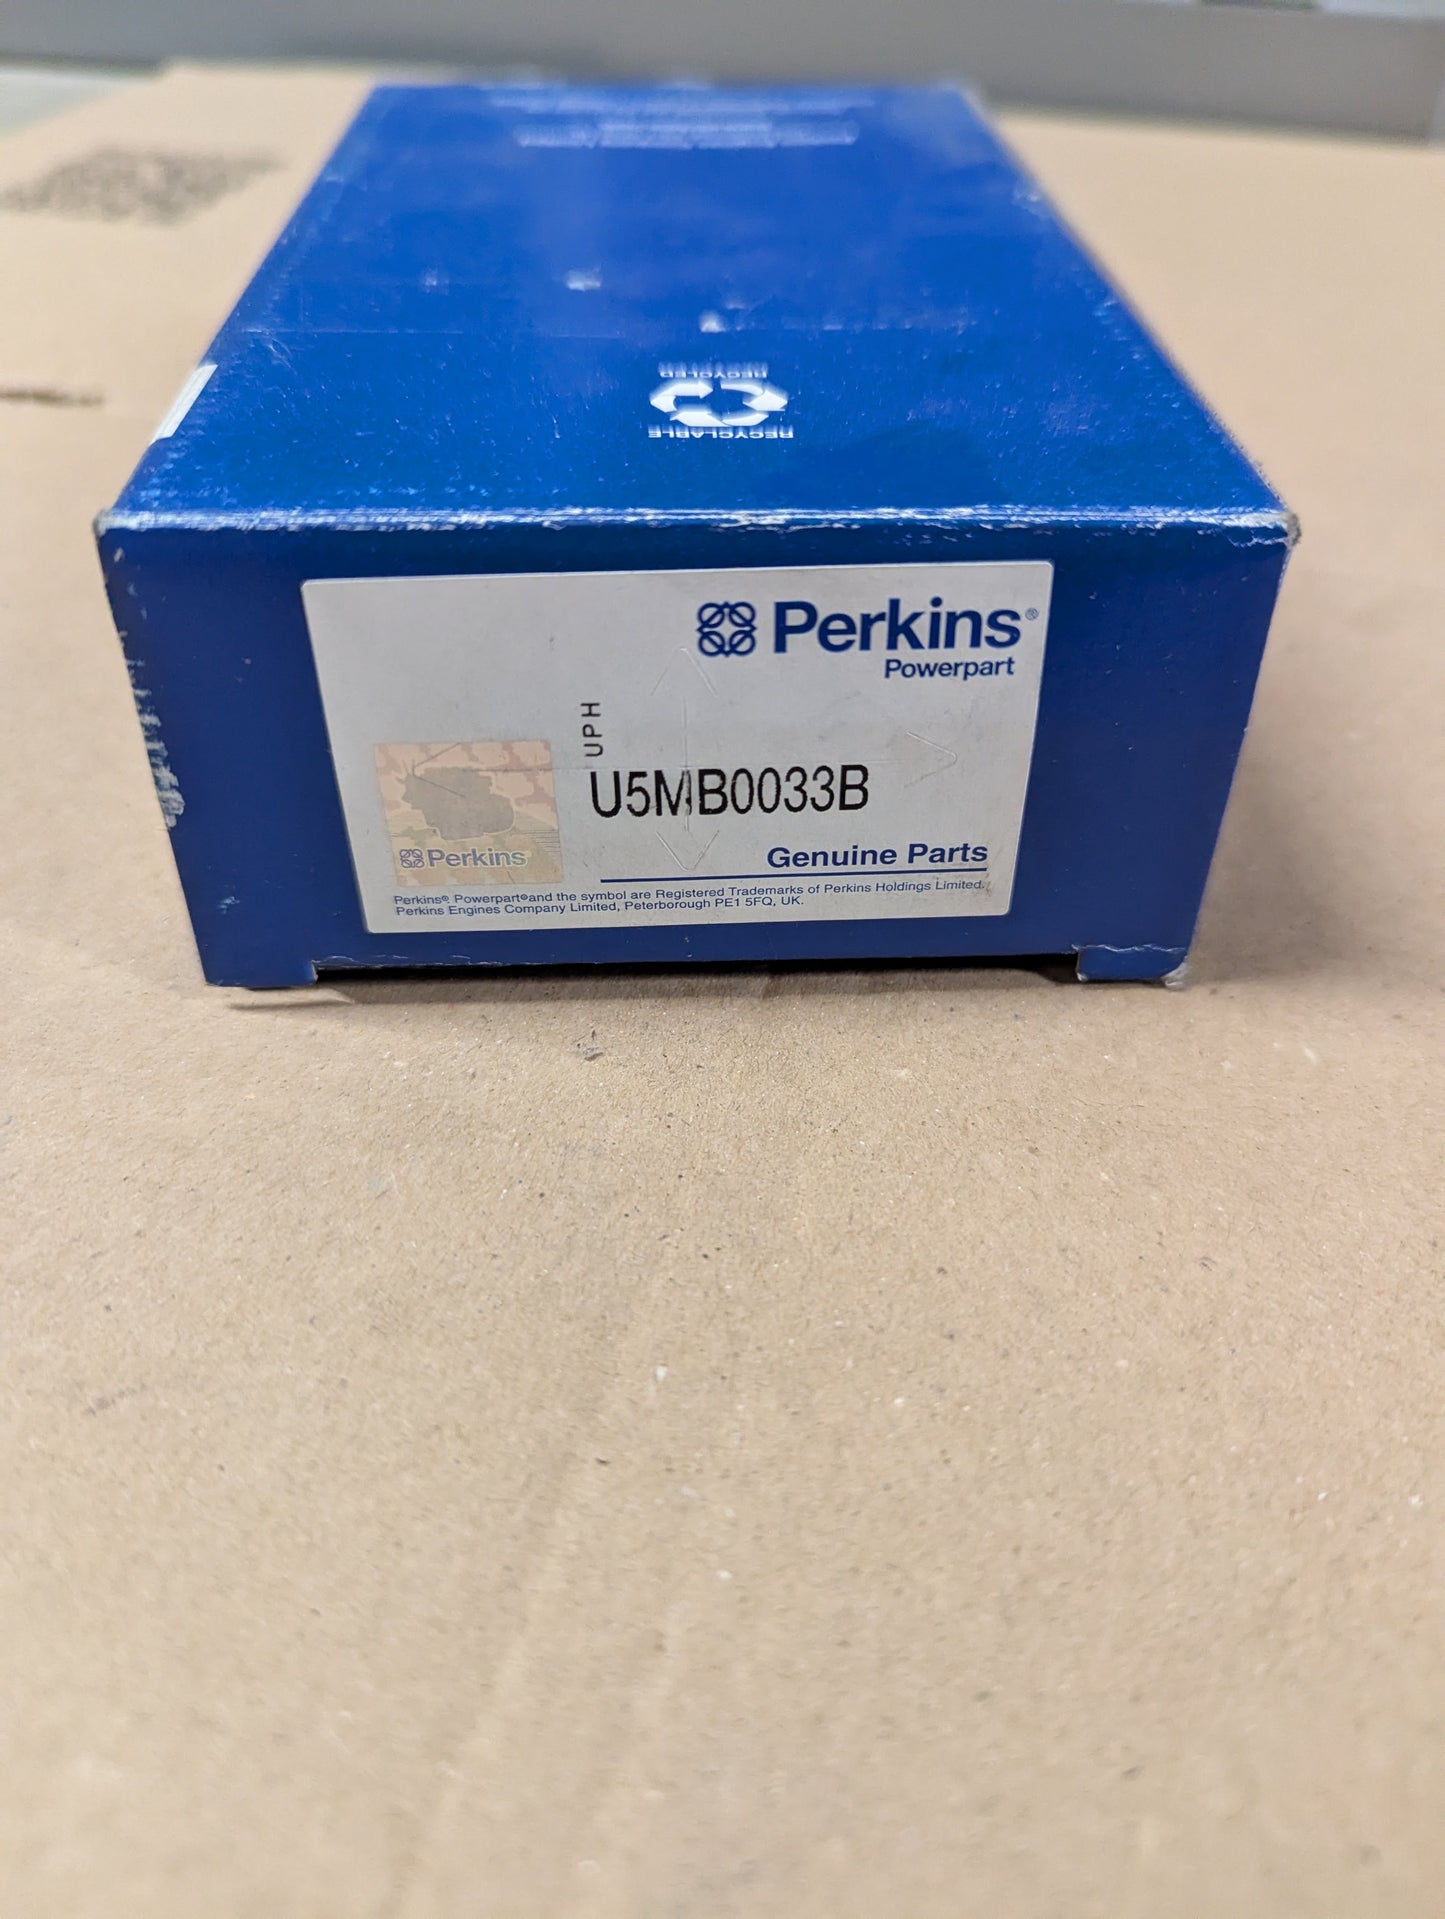 RECYCLED
RECYCLABLE
Perkins®
Powerpart
UPH
U5MB0033B
Perkins
Genuine Parts
Perkins®, Powerpart® and the symbol are Registered Trademarks of Perkins Holdings Limited.
Perkins Engines Company Limited, Peterborough PE1 5FQ, UK.